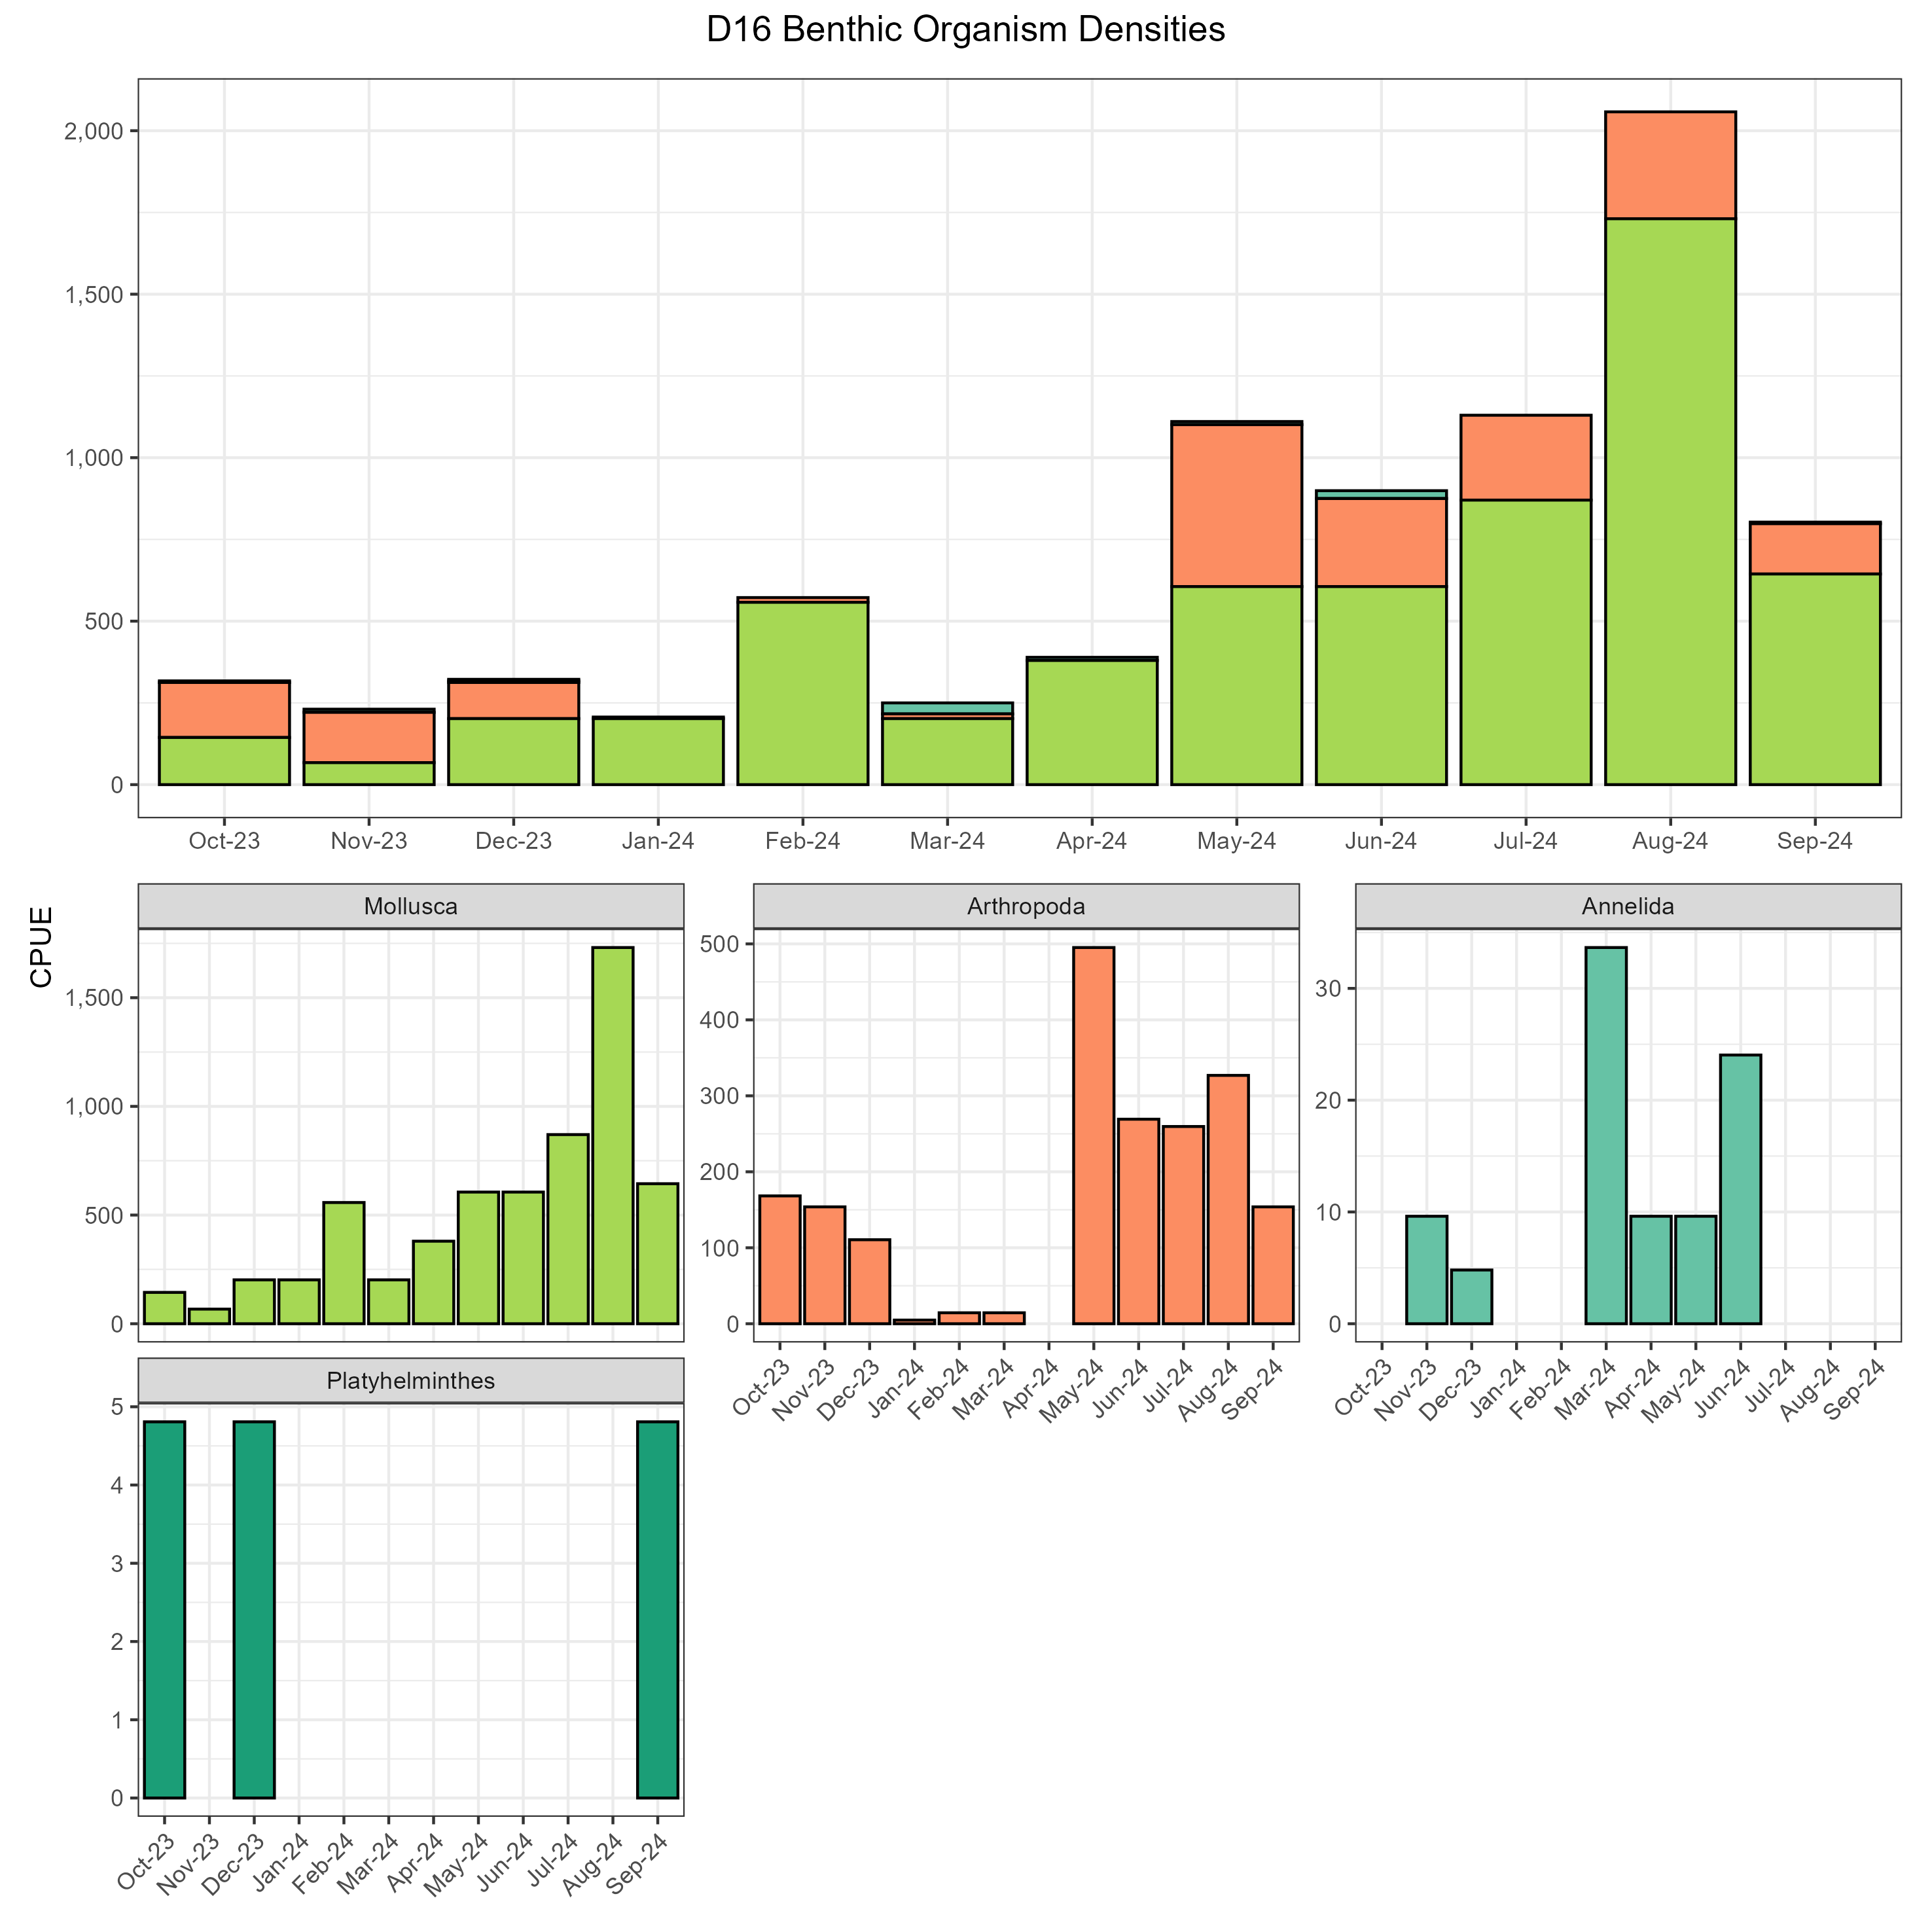 D16 Benthic Organism Densities
2,000
1,500
1,000
500
0
Oct-23 Nov-23 Dec-23 Jan-24 Feb-24 Mar-24 Apr-24 May-24 Jun-24 Jul-24 Aug-24 Sep-24
CPUE
Mollusca
1,500
1,000
500
0
Arthropoda
500
400
300
200
100
0
Oct-23 Nov-23 Dec-23 Jan-24 Feb-24 Mar-24 Apr-24 May-24 Jun-24 Jul-24 Aug-24 Sep-24
Annelida
30
20
10
0
Oct-23 Nov-23 Dec-23 Jan-24 Feb-24 Mar-24 Apr-24 May-24 Jun-24 Jul-24 Aug-24 Sep-24
Platyhelminthes
5
4
3
2
1
0
Oct-23 Nov-23 Dec-23 Jan-24 Feb-24 Mar-24 Apr-24 May-24 Jun-24 Jul-24 Aug-24 Sep-24